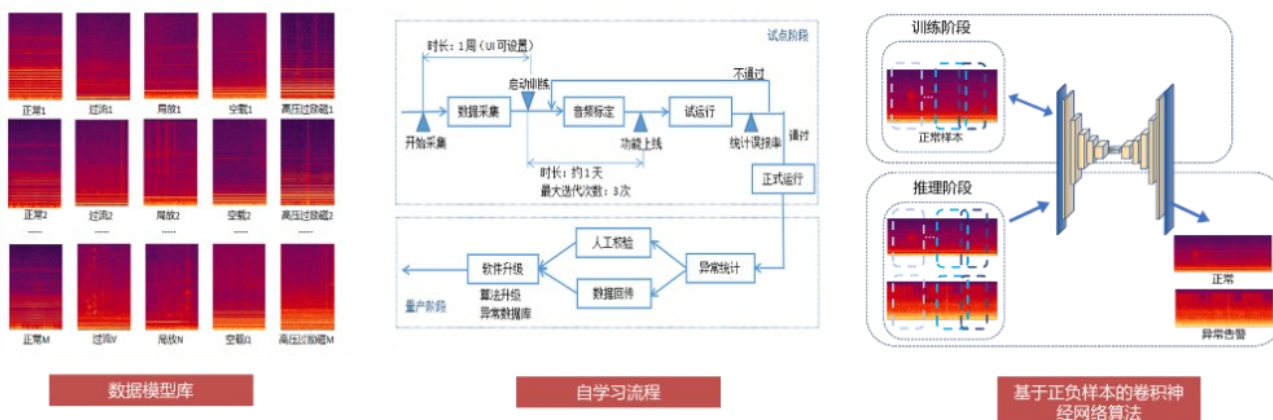 正常1
过流1
局放1
空载1
高压过励磁1
正常2
过流2
局放2
空载2
高压过励磁2
......
......
......
......
......
正常M
过流V
局放N
空载Q
高压过励磁M
数据模型库
试点阶段
时长：1周（UI可设置）
启动训练
不通过
数据采集
音频标定
试运行
开始采集
功能上线
统计误报率
通过
时长：约1天
最大迭代次数：3次
正式运行
人工校验
软件升级
异常统计
数据回传
算法升级
异常数据库
量产阶段
自学习流程
训练阶段
...
正常样本
推理阶段
...
正常
异常告警
基于正负样本的卷积神
经网络算法